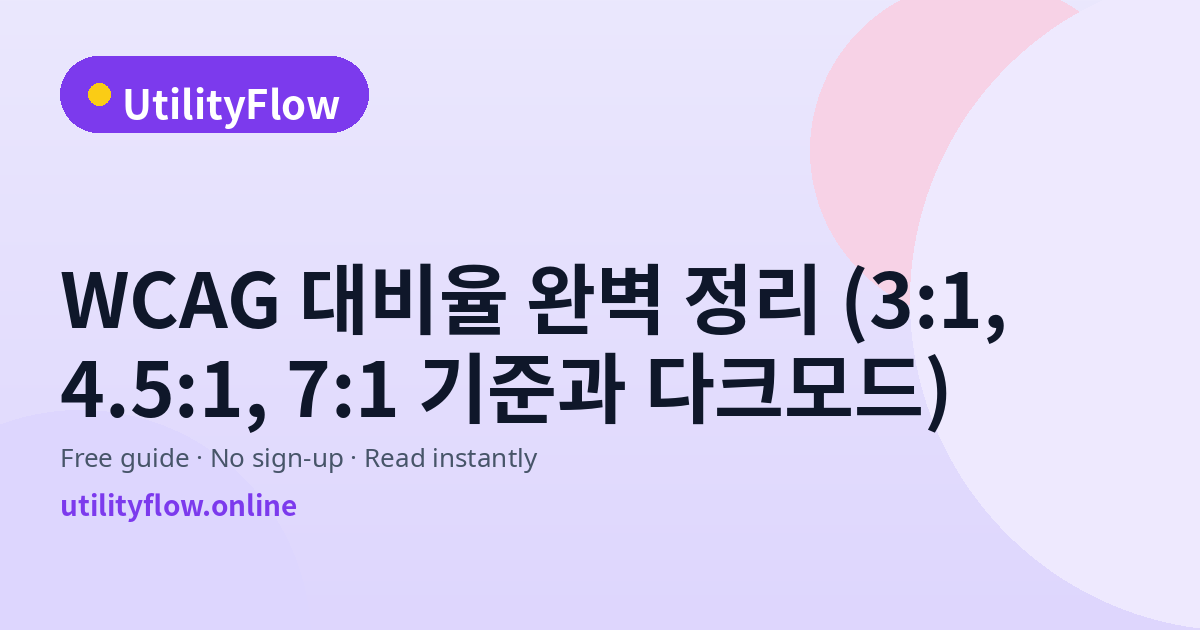 UtilityFlow
WCAG 대비율 완벽 정리 (3:1,
4.5:1, 7:1 기준과 다크모드)
Free guide · No sign-up · Read instantly
utilityflow.online